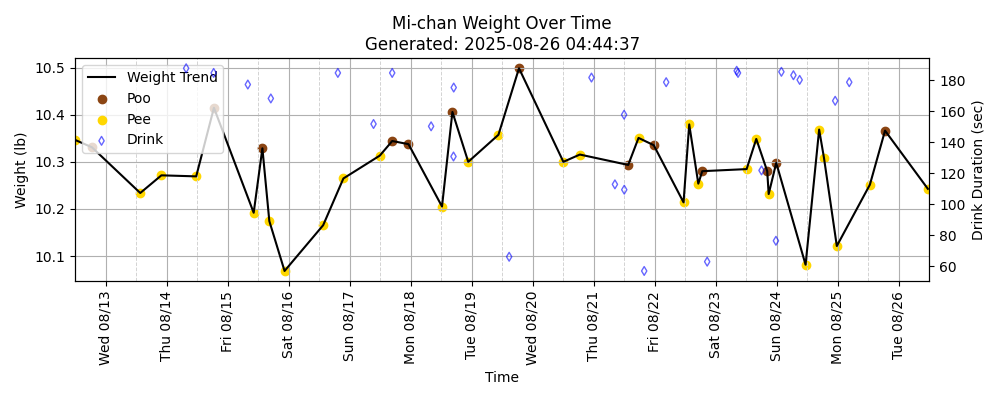 Mi-chan Weight Over Time
Generated: 2025-08-26 04:44:37
Weight (lb)
10.5
10.4
10.3
10.2
10.1
Weight Trend
Poo
Pee
Drink
180
160
140
120
100
80
60
Drink Duration (sec)
Wed 08/13
Thu 08/14
Fri 08/15
Sat 08/16
Sun 08/17
Mon 08/18
Tue 08/19
Wed 08/20
Thu 08/21
Fri 08/22
Sat 08/23
Sun 08/24
Mon 08/25
Tue 08/26
Time